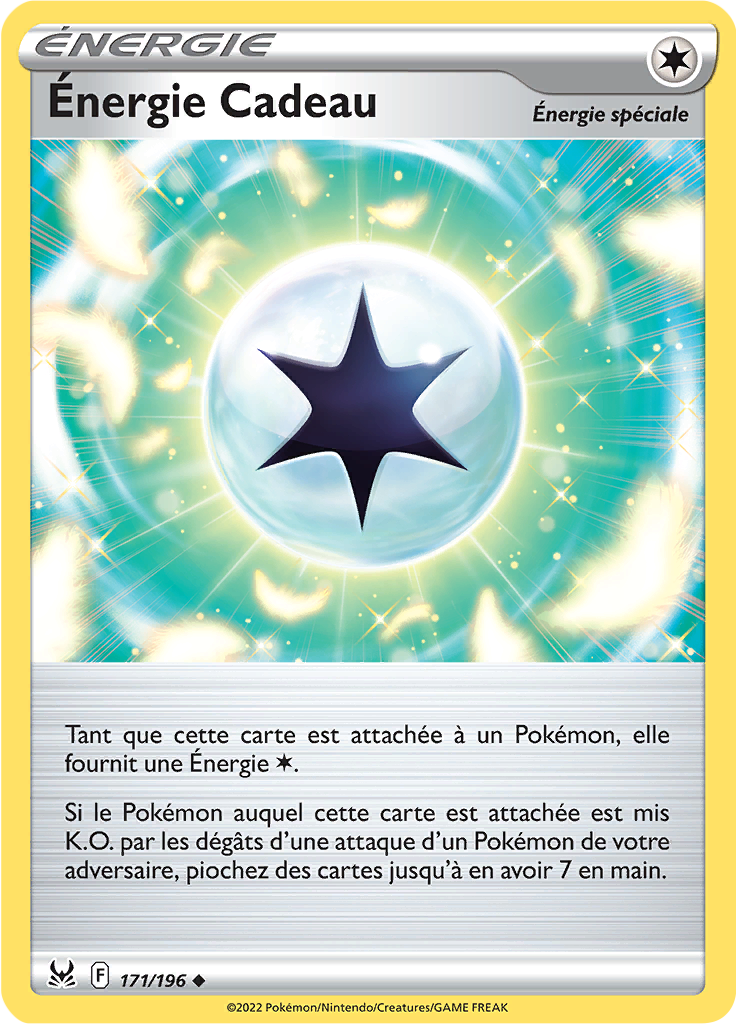 ÉNERGIE
Énergie Cadeau
Énergie spéciale
Tant que cette carte est attachée à un Pokémon, elle
fournit une Énergie ✶.
Si le Pokémon auquel cette carte est attachée est mis
K.O. par les dégâts d'une attaque d'un Pokémon de votre
adversaire, piochez des cartes jusqu'à en avoir 7 en main.
F 171/196 ◆
©2022 Pokémon/Nintendo/Creatures/GAME FREAK